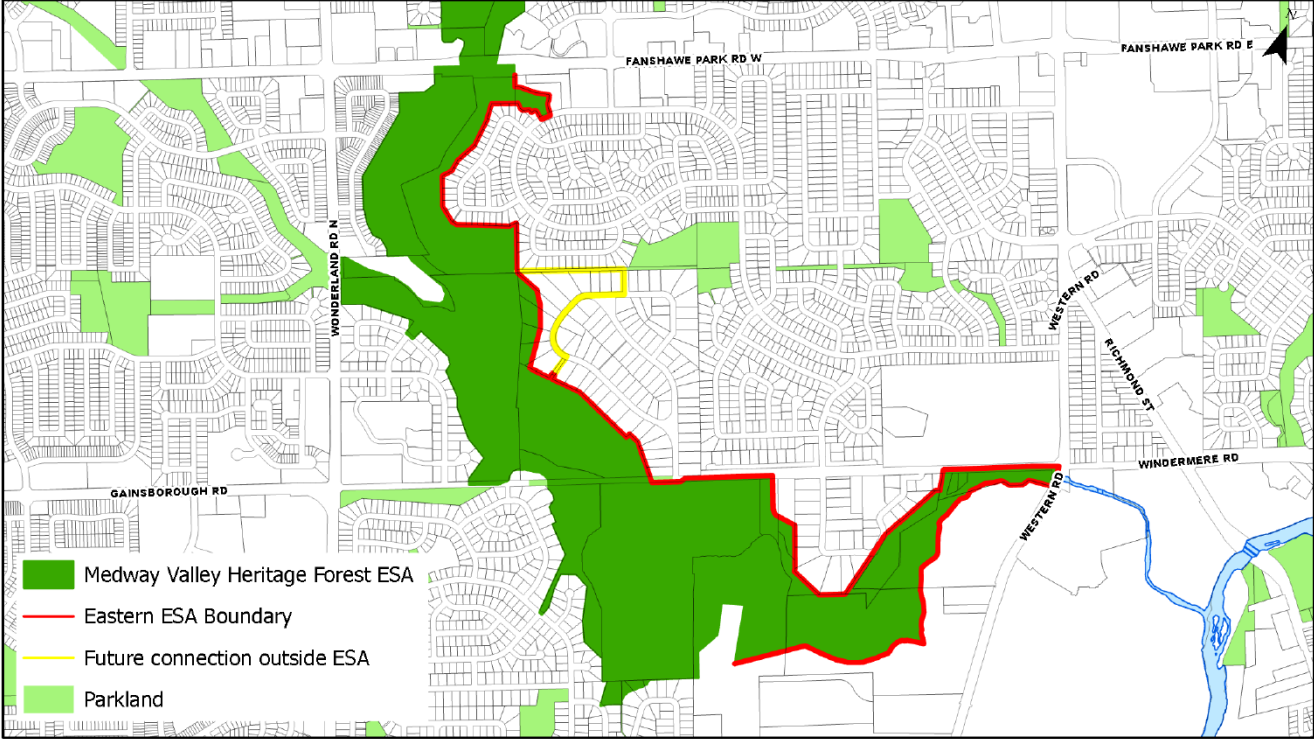 N
FANSHAWE PARK RD W
FANSHAWE PARK RD E
WONDERLAND RD N
WESTERN RD
RICHMOND ST
WINDERMERE RD
GAINSBOROUGH RD
WESTERN RD
Medway Valley Heritage Forest ESA
Eastern ESA Boundary
Future connection outside ESA
Parkland